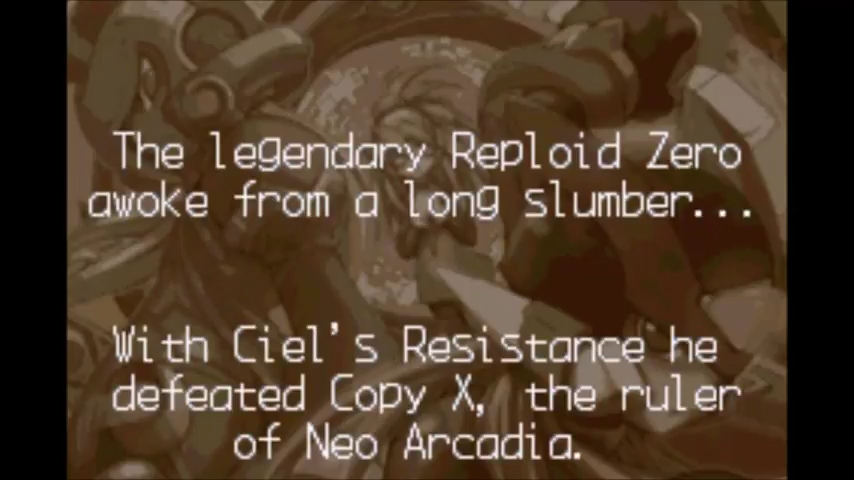 The legendary Reploid Zero
awoke from a long slumber...
With Ciel's Resistance he
defeated Copy X, the ruler
of Neo Arcadia.